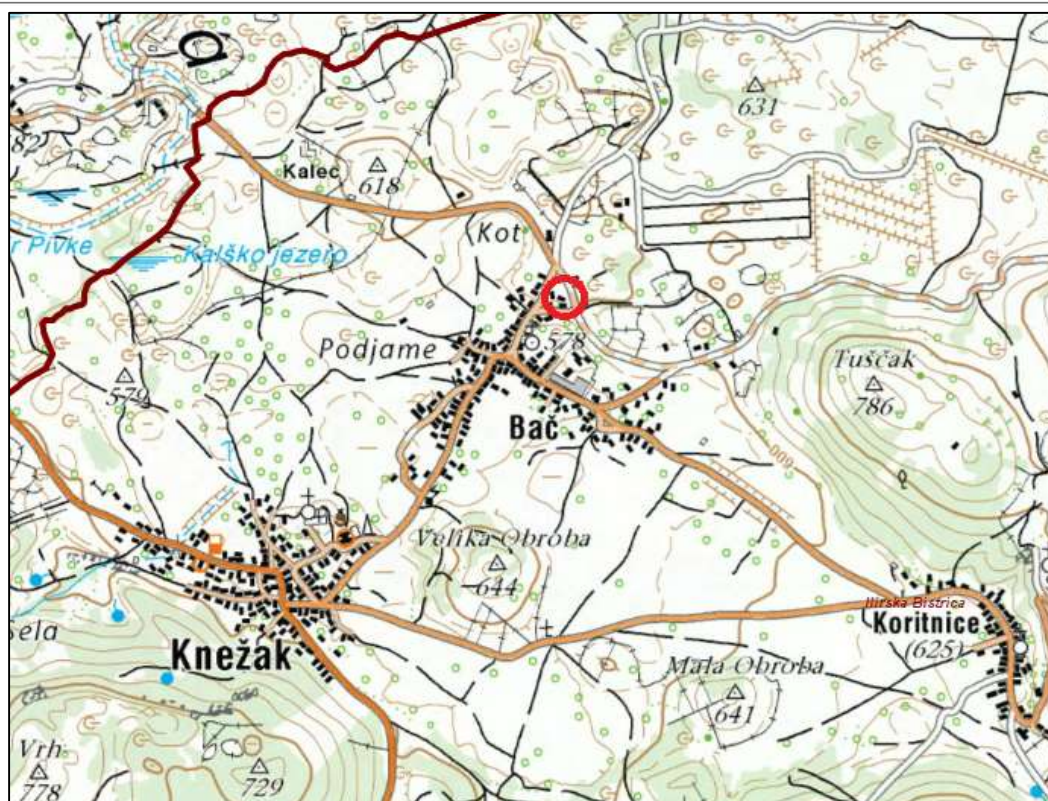 a
631
82
Kalec
618
Kot
r Pivke
Kalško jezero
578
Podjame
Tuščak
579
786
Bač
600
Velika Obroba
644
Ilirska Bistrica
Koritnice
(625)
sela
Knežak
Mala Obroba
641
Vrh
729
778